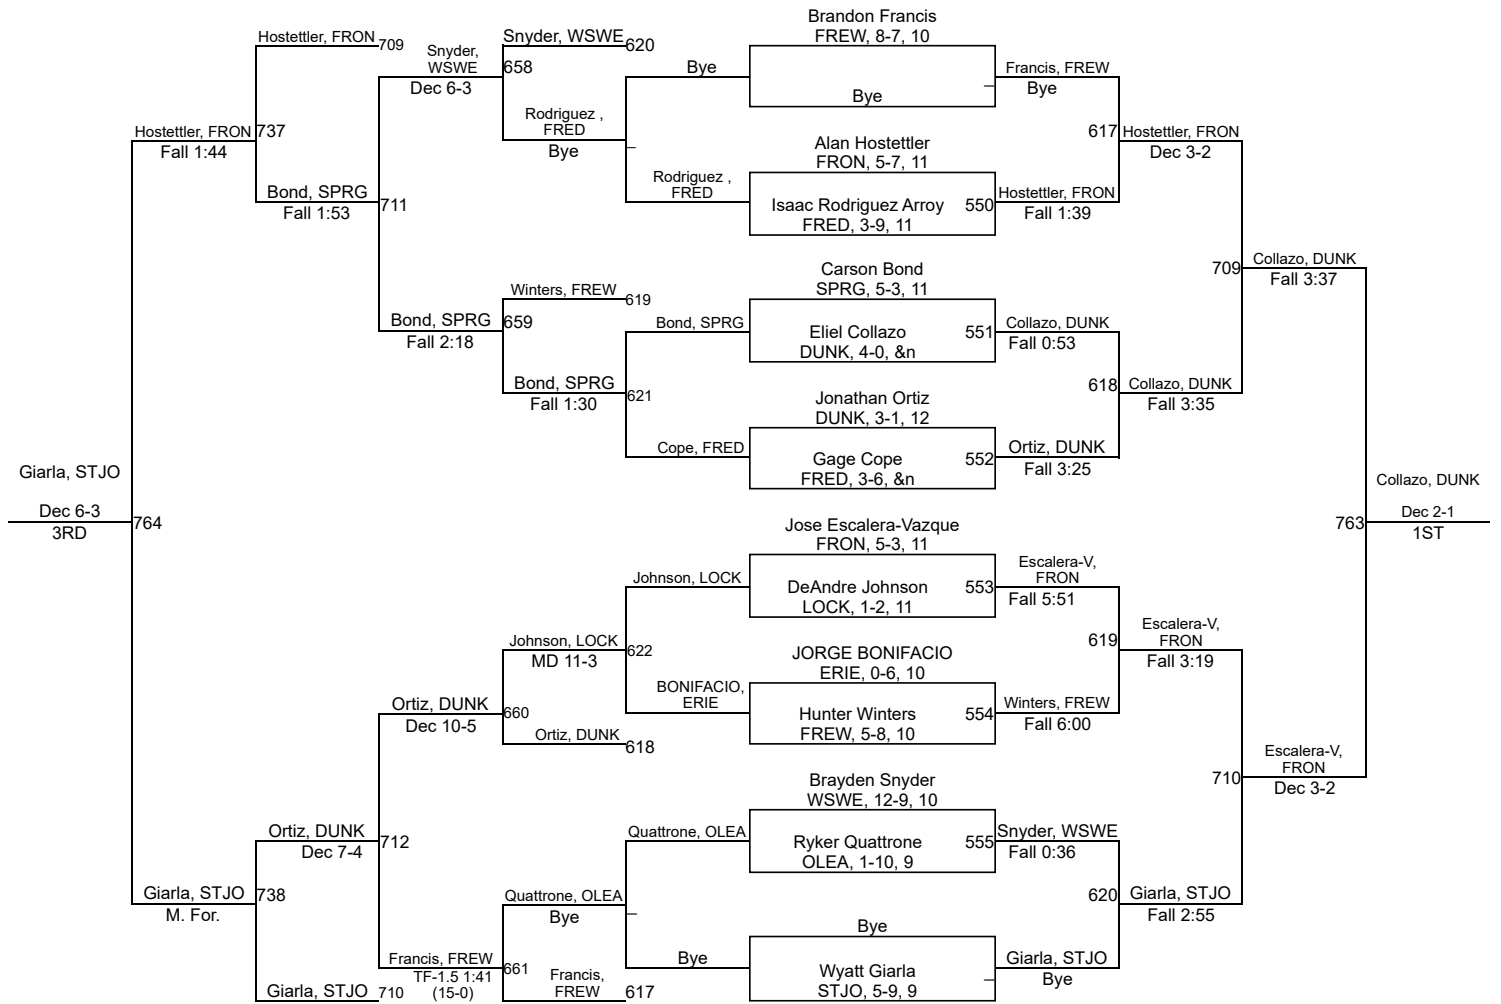 Brandon Francis
FREW, 8-7, 10
Hostettler, FRON 709
Snyder, WSWE 620
Snyder,
WSWE
Dec 6-3
658
Bye
Francis, FREW
Bye
Bye
Rodriguez ,
FRED
Bye
Hostettler, FRON 737
Fall 1:44
617 Hostettler, FRON
Dec 3-2
Alan Hostettler
FRON, 5-7, 11
Rodriguez ,
FRED
Bond, SPRG
Fall 1:53
711
Isaac Rodriguez Arroy 550
FRED, 3-9, 11
Hostettler, FRON
Fall 1:39
Carson Bond
SPRG, 5-3, 11
709 Collazo, DUNK
Fall 3:37
Winters, FREW 619
Bond, SPRG 659
Fall 2:18
Bond, SPRG
Eliel Collazo 551
DUNK, 4-0, &n
Collazo, DUNK
Fall 0:53
Bond, SPRG
Fall 1:30
621
618 Collazo, DUNK
Fall 3:35
Jonathan Ortiz
DUNK, 3-1, 12
Cope, FRED
Gage Cope 552
FRED, 3-6, &n
Ortiz, DUNK
Fall 3:25
Giarla, STJO
Dec 6-3
3RD
764
Collazo, DUNK
763 Dec 2-1
1ST
Jose Escalera-Vazque
FRON, 5-3, 11
Johnson, LOCK
DeAndre Johnson 553
LOCK, 1-2, 11
Escalera-V,
FRON
Fall 5:51
Johnson, LOCK
MD 11-3
622
619
Escalera-V,
FRON
Fall 3:19
JORGE BONIFACIO
ERIE, 0-6, 10
BONIFACIO,
ERIE
Hunter Winters 554
FREW, 5-8, 10
Winters, FREW
Fall 6:00
Ortiz, DUNK
Dec 10-5
660
Ortiz, DUNK 618
710
Escalera-V,
FRON
Dec 3-2
Brayden Snyder
WSWE, 12-9, 10
Ortiz, DUNK
Dec 7-4
712
Quattrone, OLEA
Ryker Quattrone 555
OLEA, 1-10, 9
Snyder, WSWE
Fall 0:36
Giarla, STJO 738
M. For.
Quattrone, OLEA
Bye
620 Giarla, STJO
Fall 2:55
Bye
Bye
Wyatt Giarla
STJO, 5-9, 9
Giarla, STJO
Bye
Francis, FREW
TF-1.5 1:41
(15-0)
661
Francis,
FREW
617
Giarla, STJO 710